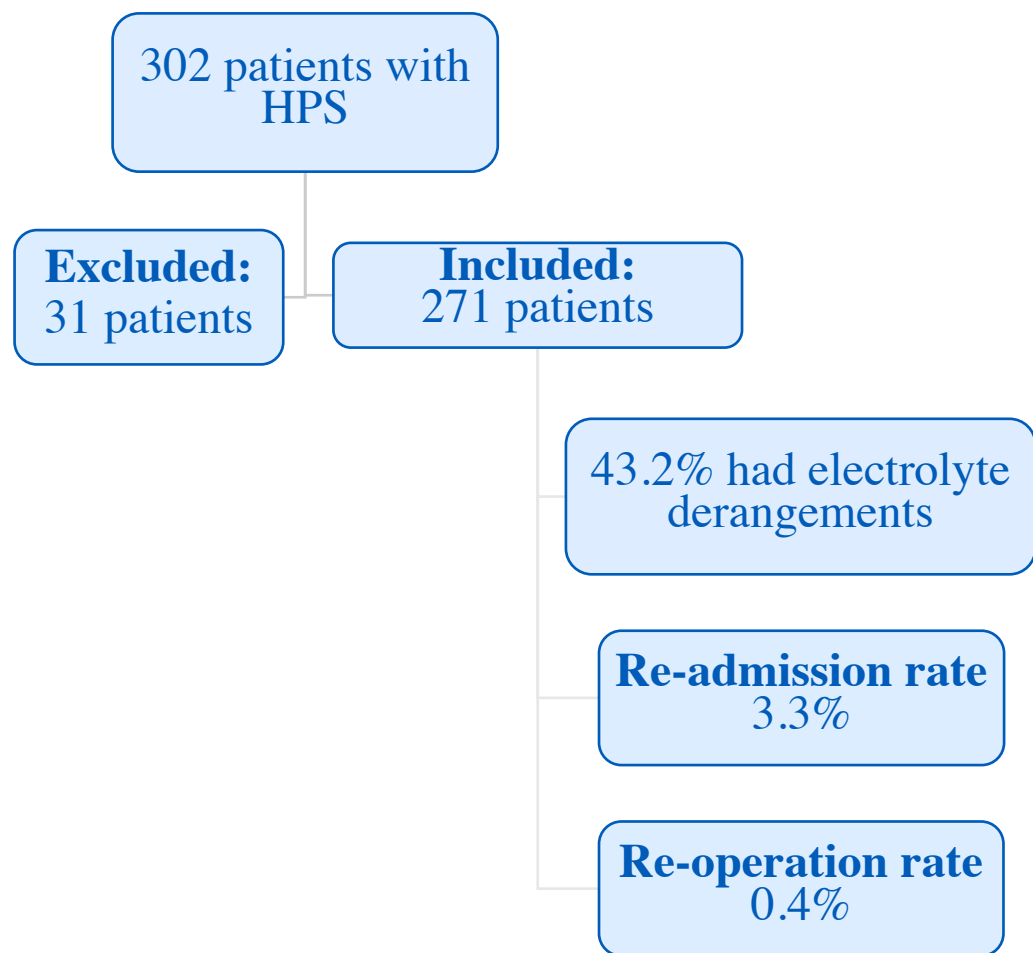 302 patients with
HPS
Excluded:
31 patients
Included:
271 patients
43.2% had electrolyte
derangements
Re-admission rate
3.3%
Re-operation rate
0.4%